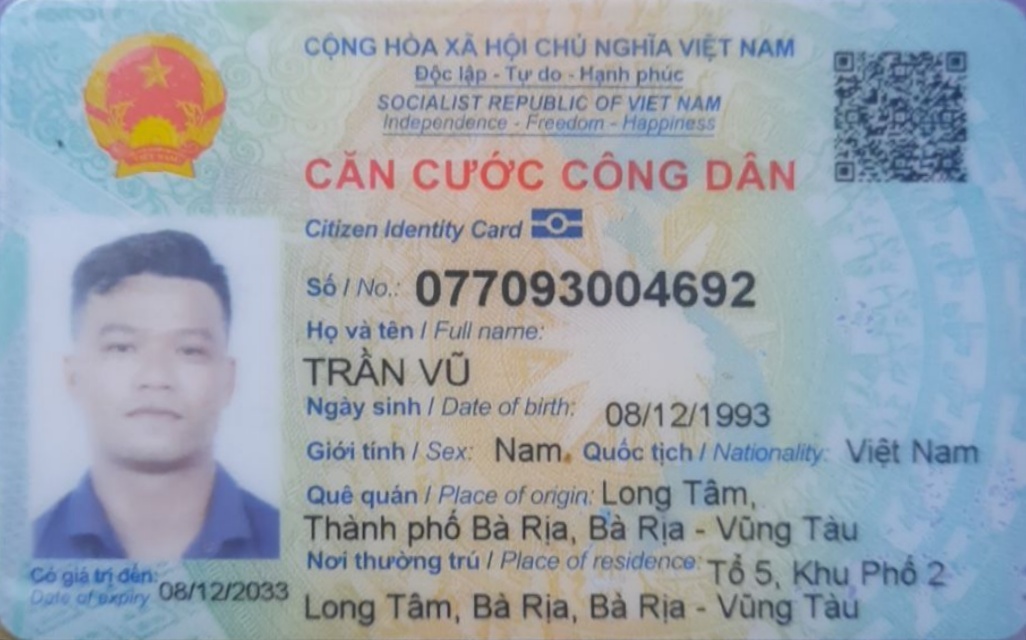 CỘNG HÒA XÃ HỘI CHỦ NGHĨA VIỆT NAM
Độc lập - Tự do - Hạnh phúc
SOCIALIST REPUBLIC OF VIET NAM
Independence - Freedom - Happiness
CĂN CƯỚC CÔNG DÂN
Citizen Identity Card
Số / No.: 077093004692
Họ và tên / Full name:
TRẦN VŨ
Ngày sinh / Date of birth: 08/12/1993
Giới tính / Sex: Nam. Quốc tịch / Nationality: Việt Nam
Quê quán / Place of origin: Long Tâm,
Thành phố Bà Rịa, Bà Rịa - Vũng Tàu
Nơi thường trú / Place of residence: Tổ 5, Khu Phố 2
Long Tâm, Bà Rịa, Bà Rịa - Vũng Tàu
Có giá trị đến: 08/12/2033
Date of expiry